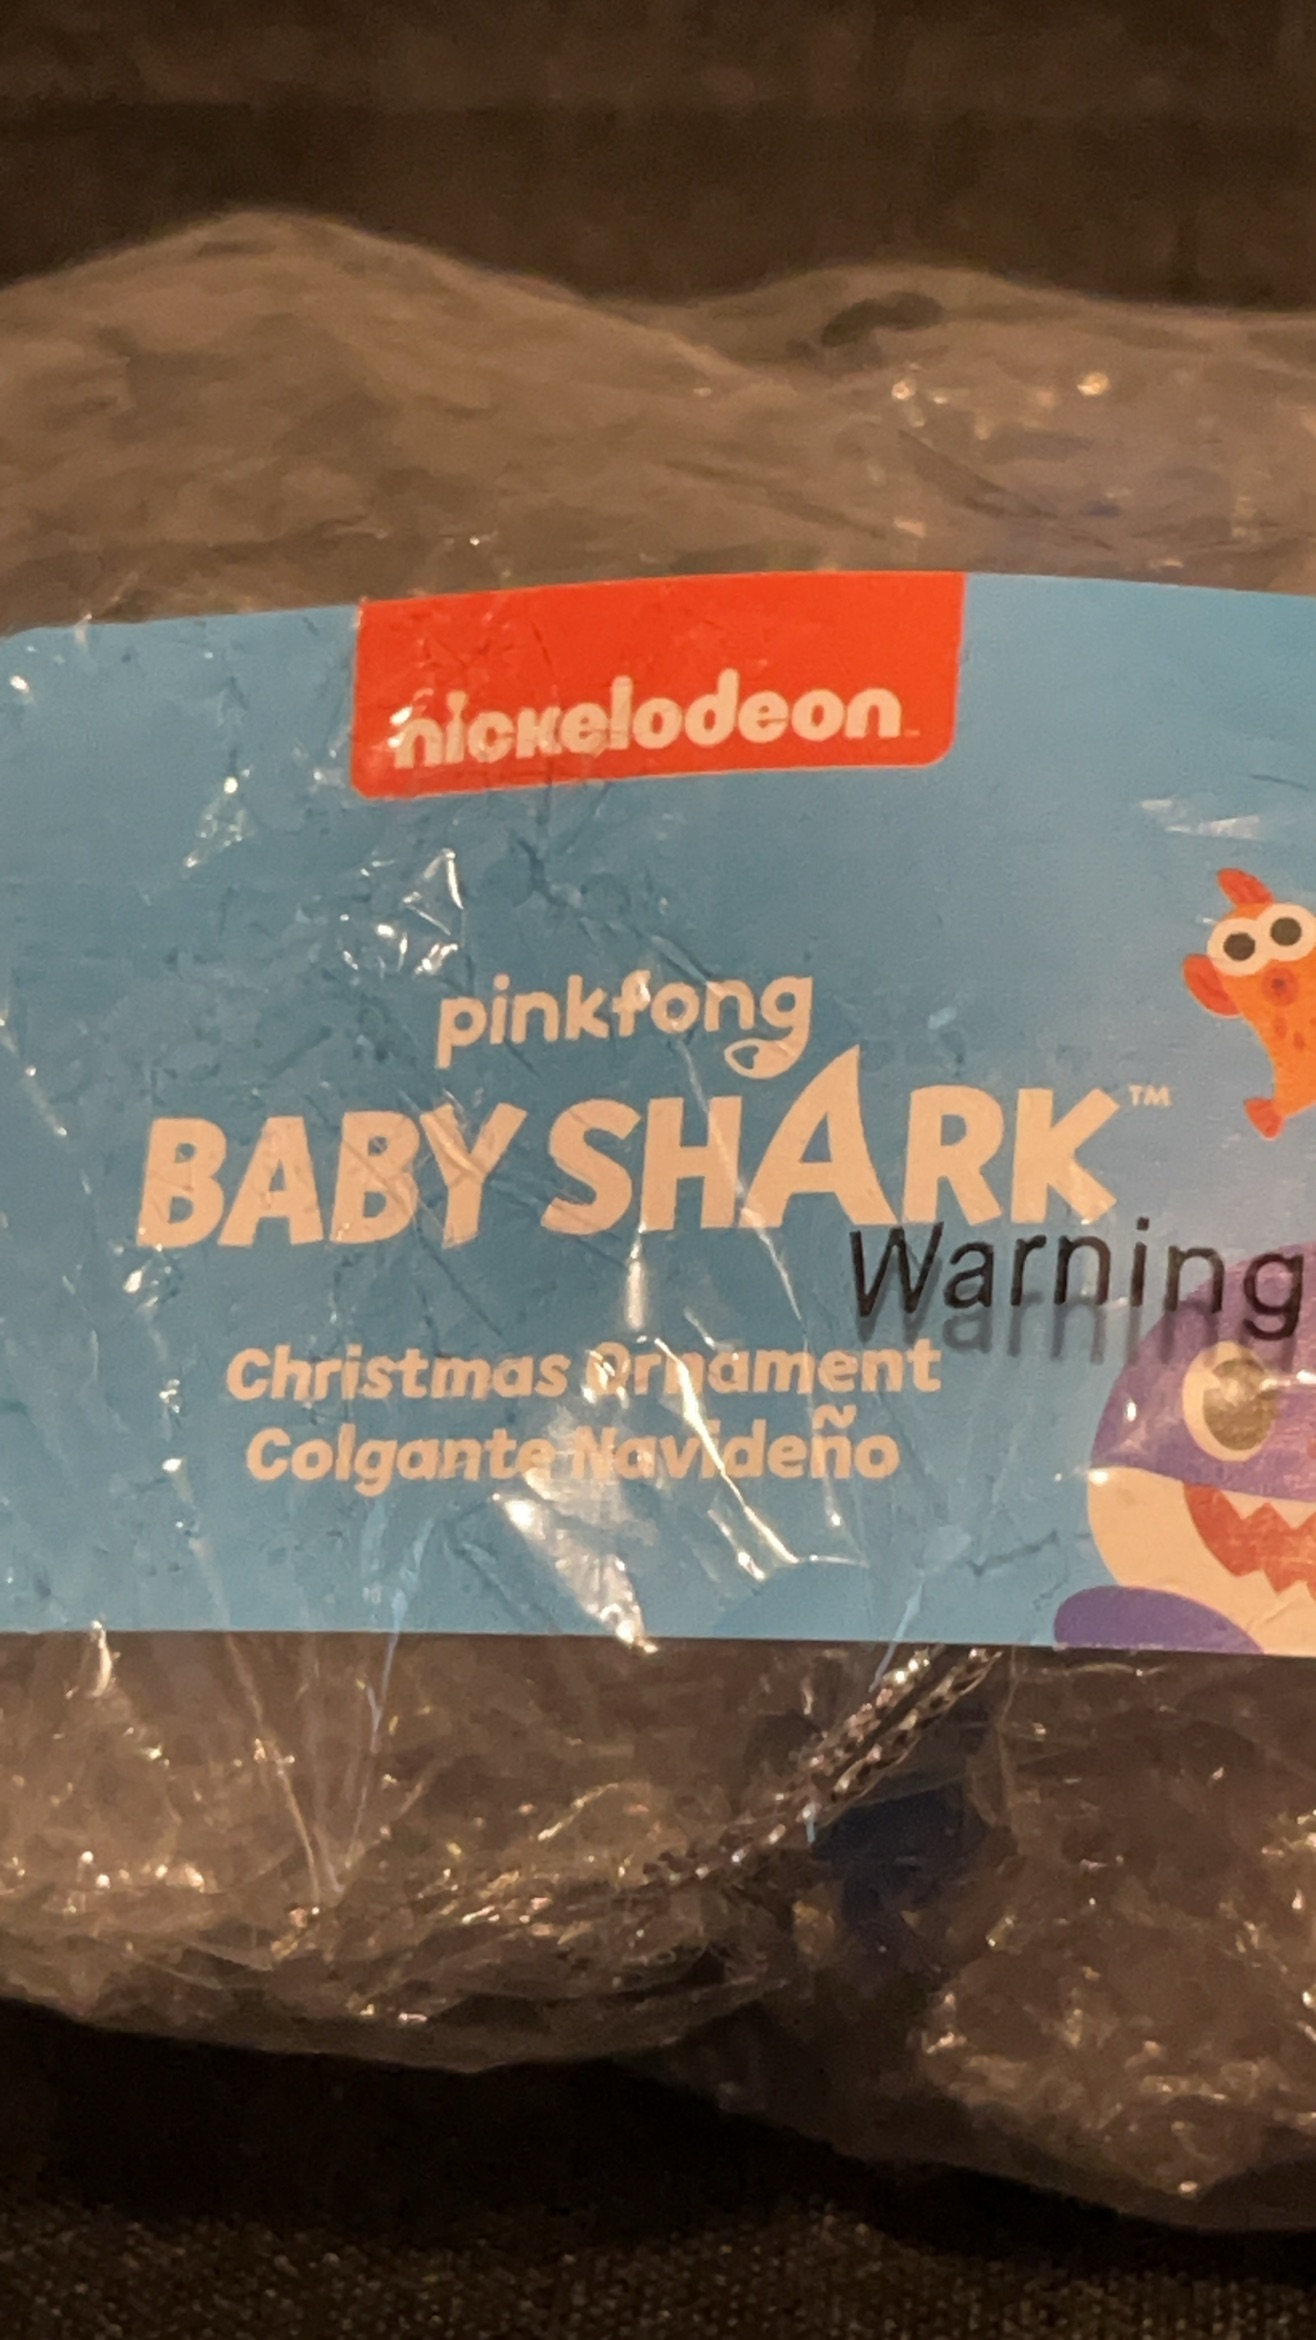 nickelodeon
pinkfong
BABY SHARK™
Warning
Christmas Ornament
Colgante Navideño